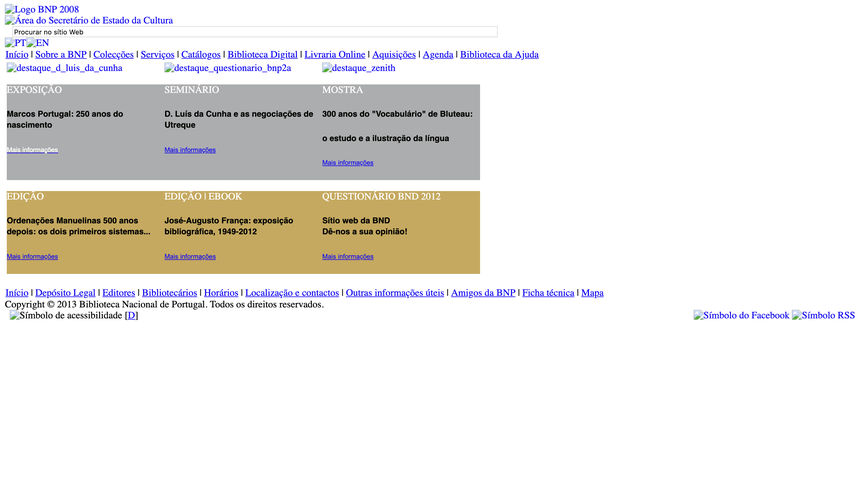 Logo BNP 2008
Área do Secretário de Estado da Cultura
Procurar no sítio Web
PT EN
Início | Sobre a BNP | Colecções | Serviços | Catálogos | Biblioteca Digital | Livraria Online | Aquisições | Agenda | Biblioteca da Ajuda
destaque_d_luis_da_cunha destaque_questionario_bnp2a destaque_zenith
EXPOSIÇÃO
Marcos Portugal: 250 anos do
nascimento
Mais informações
SEMINÁRIO
D. Luís da Cunha e as negociações de
Utreque
Mais informações
MOSTRA
300 anos do "Vocabulário" de Bluteau:
o estudo e a ilustração da língua
Mais informações
EDIÇÃO
Ordenações Manuelinas 500 anos
depois: os dois primeiros sistemas...
Mais informações
EDIÇÃO | EBOOK
José-Augusto França: exposição
bibliográfica, 1949-2012
Mais informações
QUESTIONÁRIO BND 2012
Sítio web da BND
Dê-nos a sua opinião!
Mais informações
Início | Depósito Legal | Editores | Bibliotecários | Horários | Localização e contactos | Outras informações úteis | Amigos da BNP | Ficha técnica | Mapa
Copyright © 2013 Biblioteca Nacional de Portugal. Todos os direitos reservados.
Símbolo de acessibilidade [D] Símbolo do Facebook Símbolo RSS